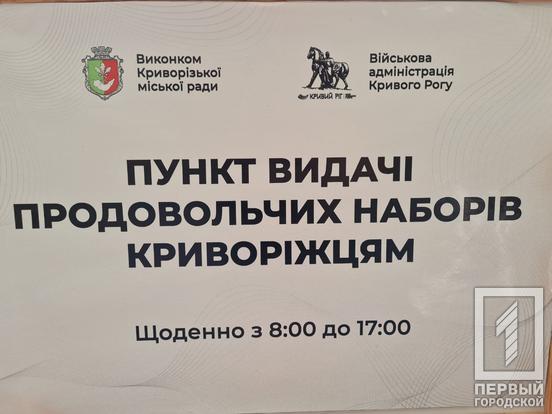 Виконком
Криворізької
міської ради
Військова
адміністрація
Кривого Рогу
КРИВИЙ РІГ
ПУНКТ ВИДАЧІ
ПРОДОВОЛЬЧИХ НАБОРІВ
КРИВОРІЖЦЯМ
Щоденно з 8:00 до 17:00
1
ПЕРВЫЙ
ГОРОДСКОЙ